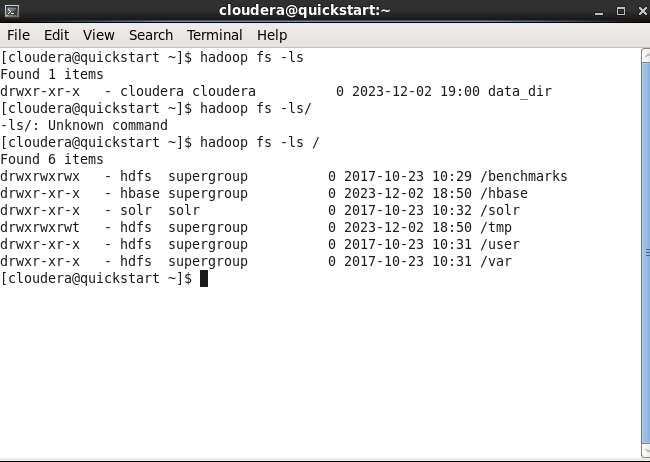 cloudera@quickstart:~
File Edit View Search Terminal Help
[cloudera@quickstart ~]$ hadoop fs -ls
Found 1 items
drwxr-xr-x   - cloudera cloudera          0 2023-12-02 19:00 data_dir
[cloudera@quickstart ~]$ hadoop fs -ls/
-ls/: Unknown command
[cloudera@quickstart ~]$ hadoop fs -ls /
Found 6 items
drwxrwxrwx   - hdfs  supergroup          0 2017-10-23 10:29 /benchmarks
drwxr-xr-x   - hbase supergroup          0 2023-12-02 18:50 /hbase
drwxr-xr-x   - solr  solr                0 2017-10-23 10:32 /solr
drwxrwxrwt   - hdfs  supergroup          0 2023-12-02 18:50 /tmp
drwxr-xr-x   - hdfs  supergroup          0 2017-10-23 10:31 /user
drwxr-xr-x   - hdfs  supergroup          0 2017-10-23 10:31 /var
[cloudera@quickstart ~]$